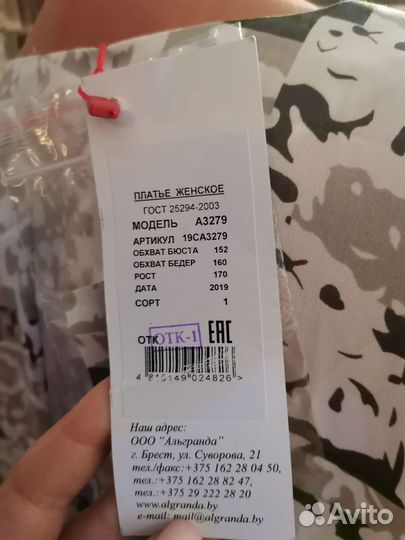 ПЛАТЬЕ ЖЕНСКОЕ
ГОСТ 25294-2003
МОДЕЛЬ А3279
АРТИКУЛ 19СА3279
ОБХВАТ БЮСТА 152
ОБХВАТ БЕДЕР 160
РОСТ 170
ДАТА 2019
СОРТ 1
ОТК ОТК-1 ЕАС
4 810149 024826 >
Наш адрес:
ООО "Альгранда"
г. Брест, ул. Суворова, 21
тел./факс:+375 162 28 04 50,
тел.:+375 162 28 82 47,
тел.:+375 29 222 28 20
www.algranda.by
e-mail: mail@algranda.by
Avito